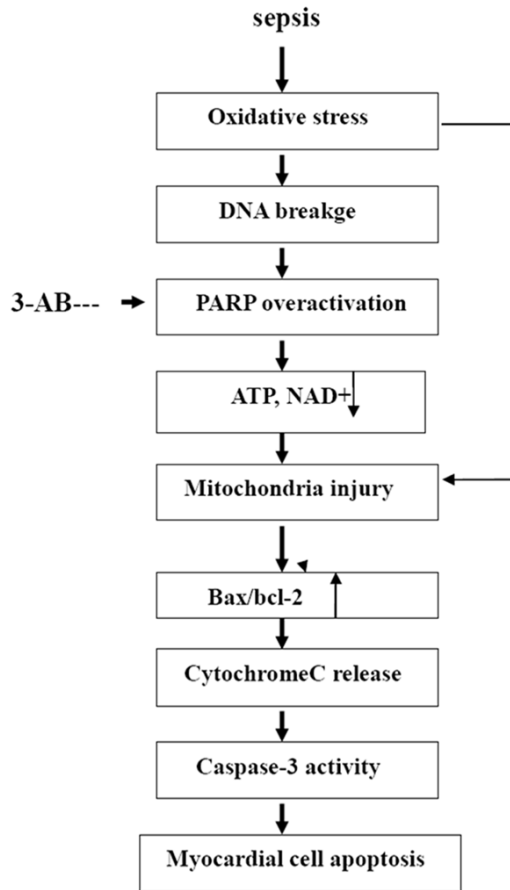 sepsis
Oxidative stress
DNA breakge
3-AB---
PARP overactivation
ATP, NAD+
Mitochondria injury
Bax/bcl-2
CytochromeC release
Caspase-3 activity
Myocardial cell apoptosis